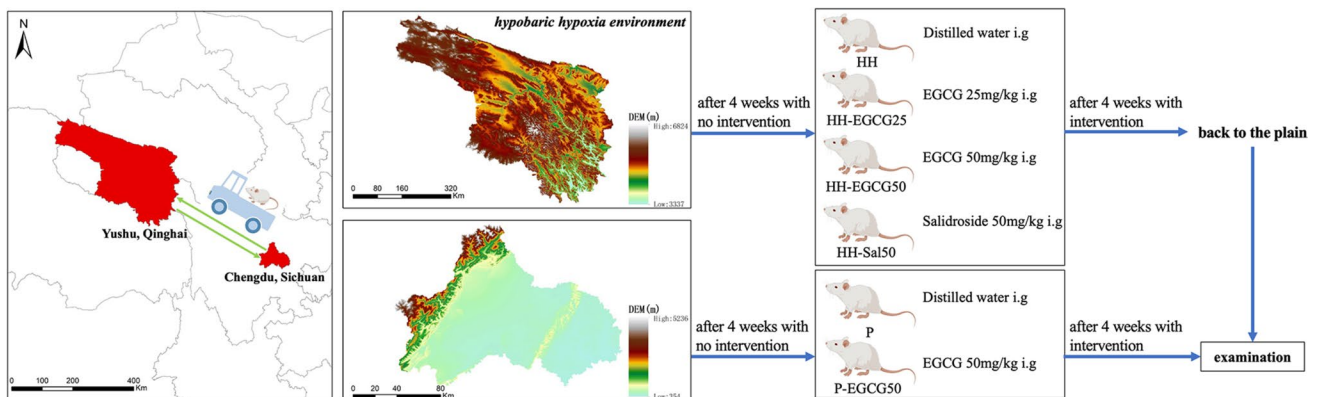 N
Yushu, Qinghai
Chengdu, Sichuan
0 100 200 400
Km
hypobaric hypoxia environment
DEM(m)
High:6824
Low:3337
0 80 160 320
Km
DEM(m)
High:5236
Low:354
0 20 40 80
Km
after 4 weeks with
no intervention
after 4 weeks with
no intervention
Distilled water i.g
HH
EGCG 25mg/kg i.g
HH-EGCG25
EGCG 50mg/kg i.g
HH-EGCG50
Salidroside 50mg/kg i.g
HH-Sal50
Distilled water i.g
P
EGCG 50mg/kg i.g
P-EGCG50
after 4 weeks with
intervention
after 4 weeks with
intervention
back to the plain
examination